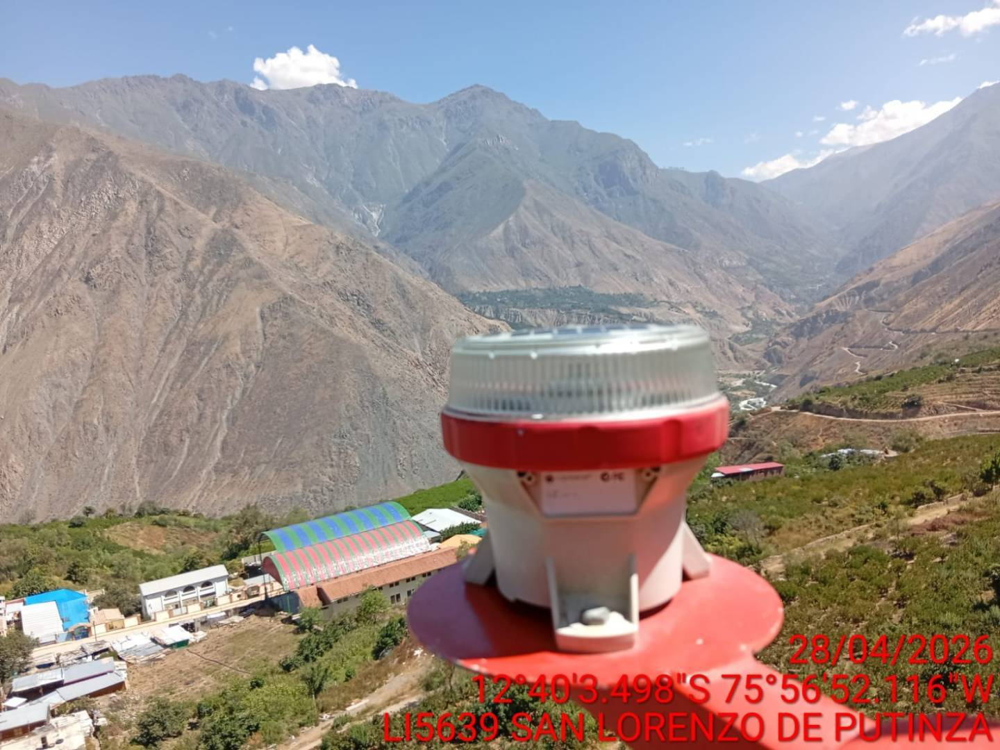 28/04/2026
12°40'3.498"S 75°56'52.116"W
LI5639 SAN LORENZO DE PUTINZA